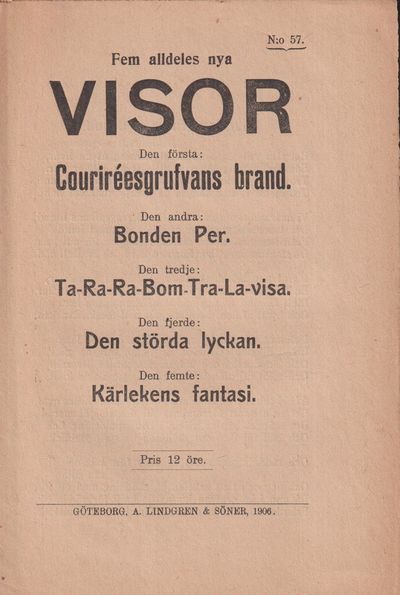 N:o 57.
Fem alldeles nya
VISOR
Den första:
Couriréesgrufvans brand.
Den andra:
Bonden Per.
Den tredje:
Ta-Ra-Ra-Bom-Tra-La-visa.
Den fjerde:
Den störda lyckan.
Den femte:
Kärlekens fantasi.
Pris 12 öre.
GÖTEBORG, A. LINDGREN & SÖNER, 1906.